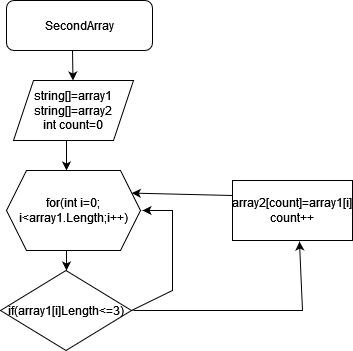 SecondArray
string[]=array1
string[]=array2
int count=0
for(int i=0;
i<array1.Length;i++)
array2[count]=array1[i]
count++
if(array1[i]Length<=3)